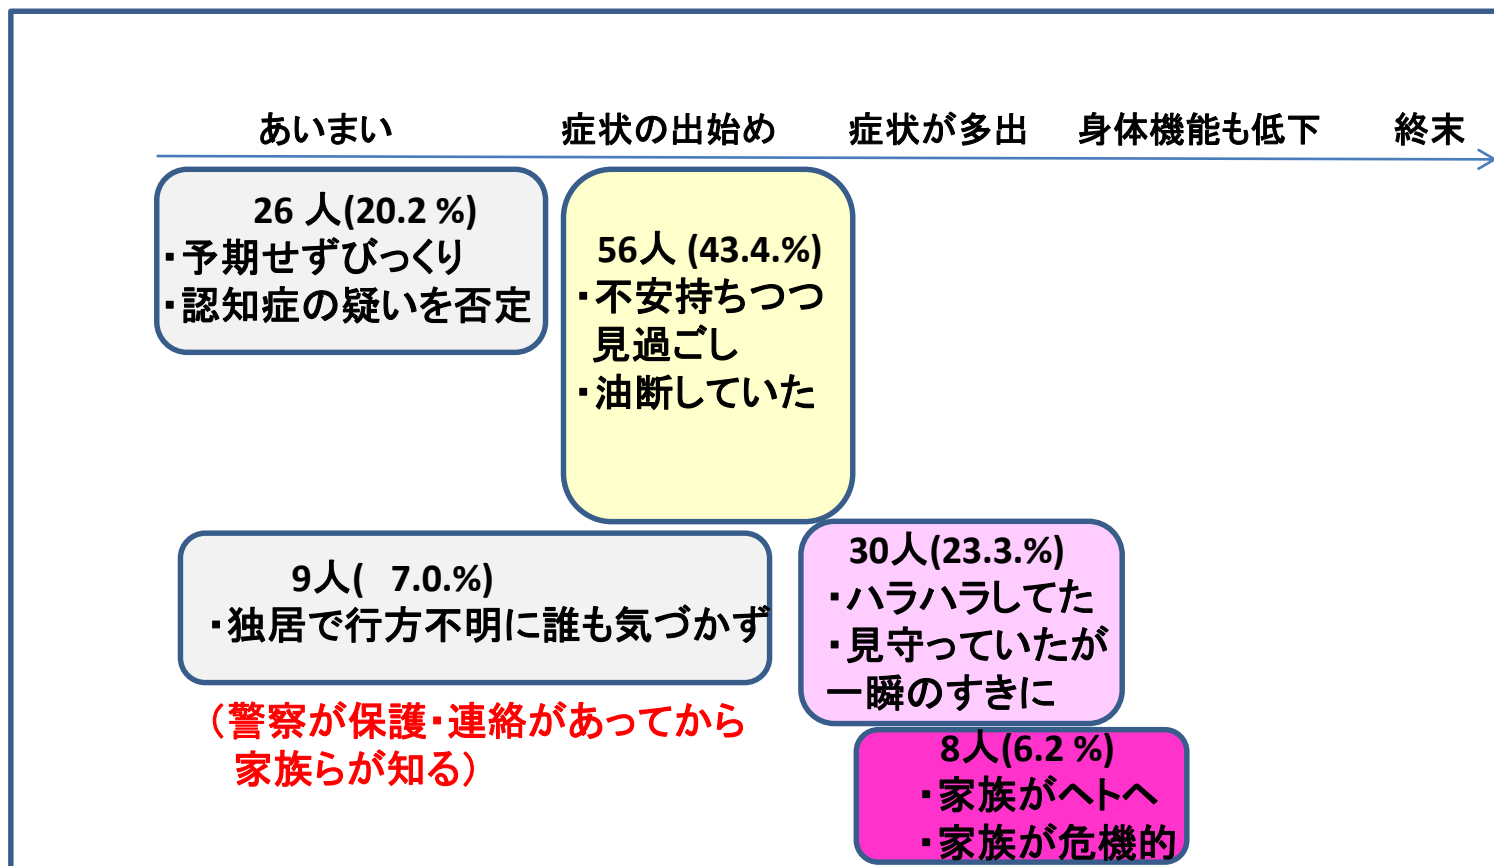 あいまい 症状の出始め 症状が多出 身体機能も低下 終末
26 人(20.2 %)
・予期せずびっくり
・認知症の疑いを否定
56人 (43.4.%)
・不安持ちつつ
見過ごし
・油断していた
9人( 7.0.%)
・独居で行方不明に誰も気づかず
（警察が保護・連絡があってから
家族らが知る）
30人(23.3.%)
・ハラハラしてた
・見守っていたが
一瞬のすきに
8人(6.2 %)
・家族がヘトヘ
・家族が危機的